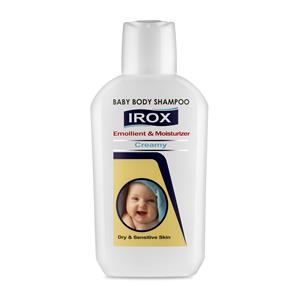 BABY BODY SHAMPOO
IROX
Emollient & Moisturizer
Creamy
Dry & Sensitive Skin